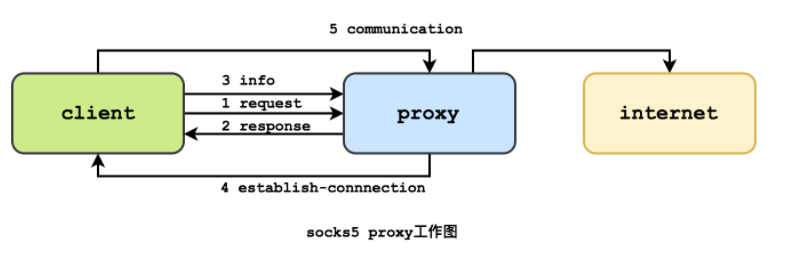 5 communication
3 info
client
1 request
proxy
internet
2 response
4 establish-connnection
socks5 proxy工作图